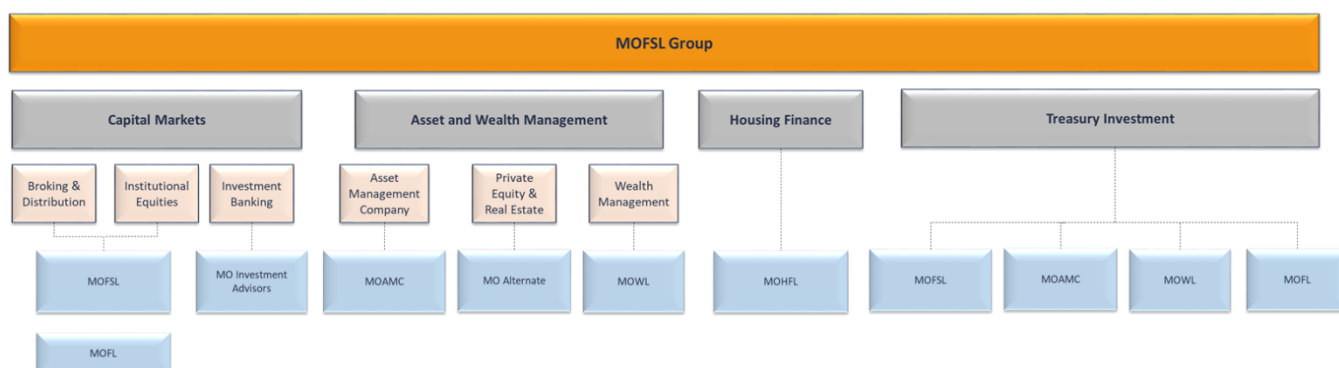 MOFSL Group
Capital Markets
Asset and Wealth Management
Housing Finance
Treasury Investment
Broking &
Distribution
Institutional
Equities
Investment
Banking
Asset
Management
Company
Private
Equity &
Real Estate
Wealth
Management
MOFSL
MO Investment
Advisors
MOAMC
MO Alternate
MOWL
MOHFL
MOFSL
MOAMC
MOWL
MOFL
MOFL